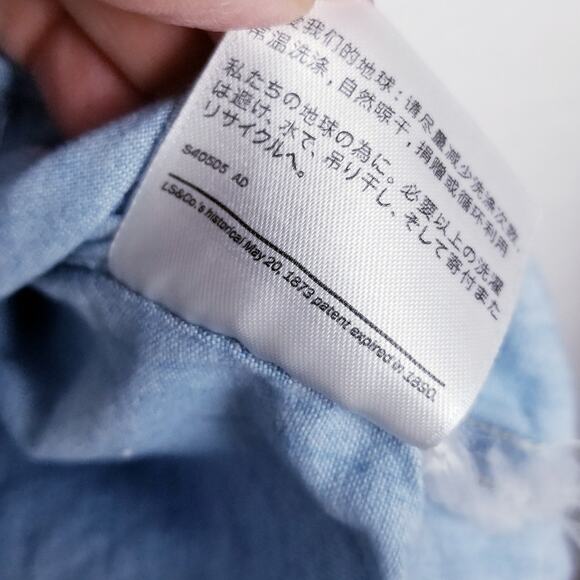 我们的地球：请尽量减少洗涤次数，
常温洗涤，自然晾干，捐赠或循环利用
私たちの地球の為に。必要以上の洗濯
は避け、水で、吊り干し、そして寄付また
リサイクルへ。
S40505 AD
LS&Co.'s historical May 20, 1873 patent expired in 1890.